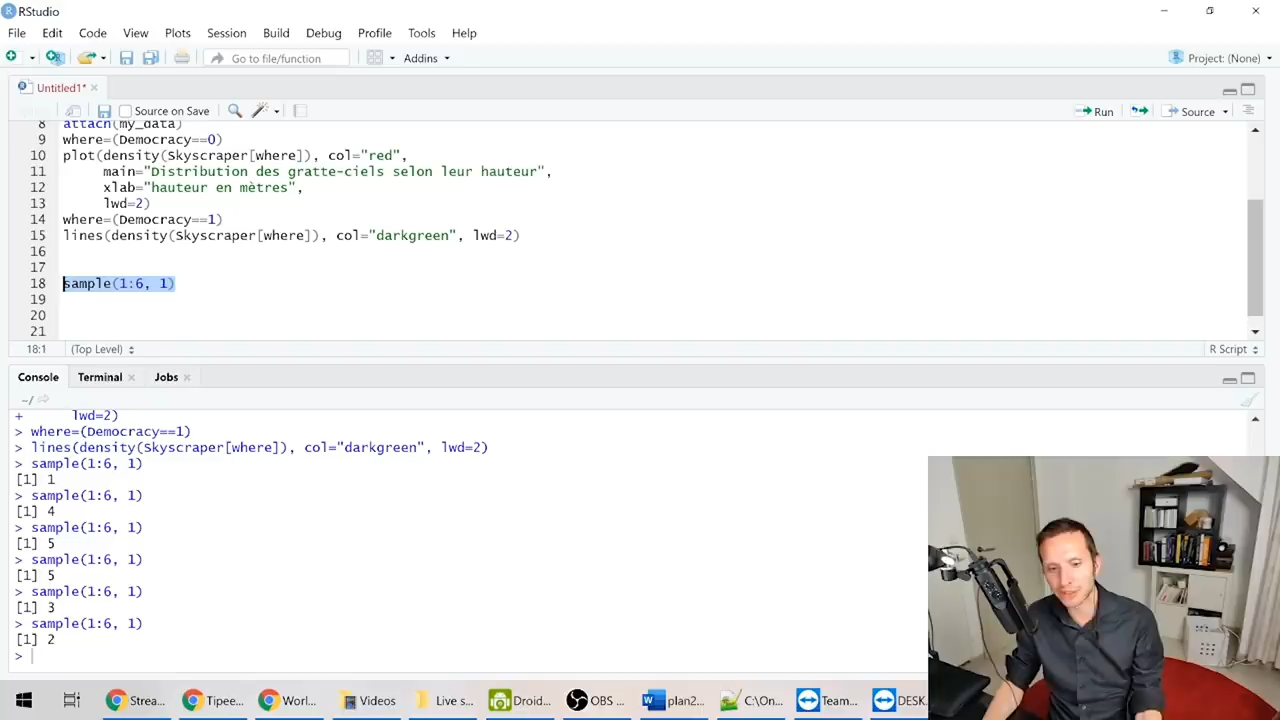 RStudio
File Edit Code View Plots Session Build Debug Profile Tools Help
Go to file/function Addins Project: (None)
Untitled1*
Source on Save Run Source
8 attach(my_data)
9 where=(Democracy==0)
10 plot(density(Skyscraper[where]), col="red",
11 main="Distribution des gratte-ciels selon leur hauteur",
12 xlab="hauteur en mètres",
13 lwd=2)
14 where=(Democracy==1)
15 lines(density(Skyscraper[where]), col="darkgreen", lwd=2)
16
17
18 sample(1:6, 1)
19
20
21
18:1 (Top Level) R Script
Console Terminal Jobs
~/
+ lwd=2)
> where=(Democracy==1)
> lines(density(Skyscraper[where]), col="darkgreen", lwd=2)
> sample(1:6, 1)
[1] 1
> sample(1:6, 1)
[1] 4
> sample(1:6, 1)
[1] 5
> sample(1:6, 1)
[1] 5
> sample(1:6, 1)
[1] 3
> sample(1:6, 1)
[1] 2
>
Strea... Tipee... Worl... Videos Live s... Droid... OBS ... plan2... C:\On... Team... DESK